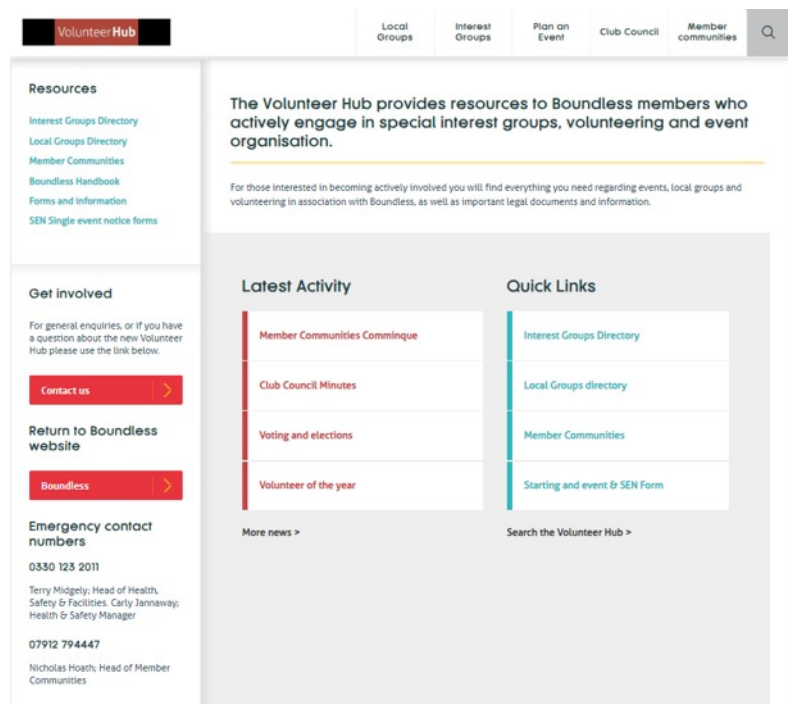 Volunteer Hub
Local
Groups
Interest
Groups
Plan an
Event
Club Council
Member
communities
Resources
Interest Groups Directory
Local Groups Directory
Member Communities
Boundless Handbook
Forms and information
SEN Single event notice forms
Get involved
For general enquiries, or if you have
a question about the new Volunteer
Hub please use the link below.
Contact us
Return to Boundless
website
Boundless
Emergency contact
numbers
0330 123 2011
Terry Midgely; Head of Health,
Safety & Facilities. Carly Jannaway;
Health & Safety Manager
07912 794447
Nicholas Hoath; Head of Member
Communities
The Volunteer Hub provides resources to Boundless members who
actively engage in special interest groups, volunteering and event
organisation.
For those interested in becoming actively involved you will find everything you need regarding events, local groups and
volunteering in association with Boundless, as well as important legal documents and information.
Latest Activity
Member Communities Comminque
Club Council Minutes
Voting and elections
Volunteer of the year
More news >
Quick Links
Interest Groups Directory
Local Groups directory
Member Communities
Starting and event & SEN Form
Search the Volunteer Hub >